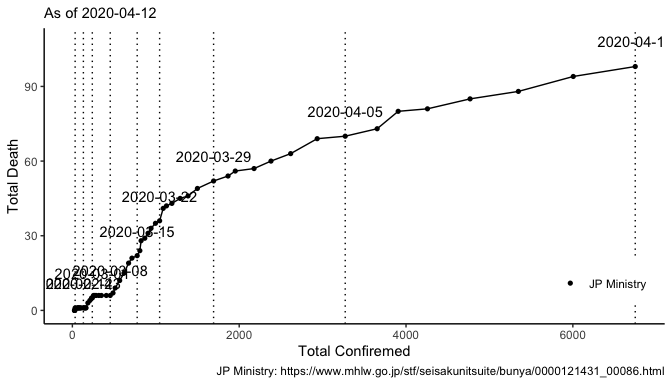 As of 2020-04-12
2020-04-1
2020-04-05
2020-03-29
2020-03-22
2020-03-15
2020-03-08
90
60
30
0
Total Death
JP Ministry
0
2000
4000
6000
Total Confiremed
JP Ministry: https://www.mhlw.go.jp/stf/seisakunitsuite/bunya/0000121431_00086.html